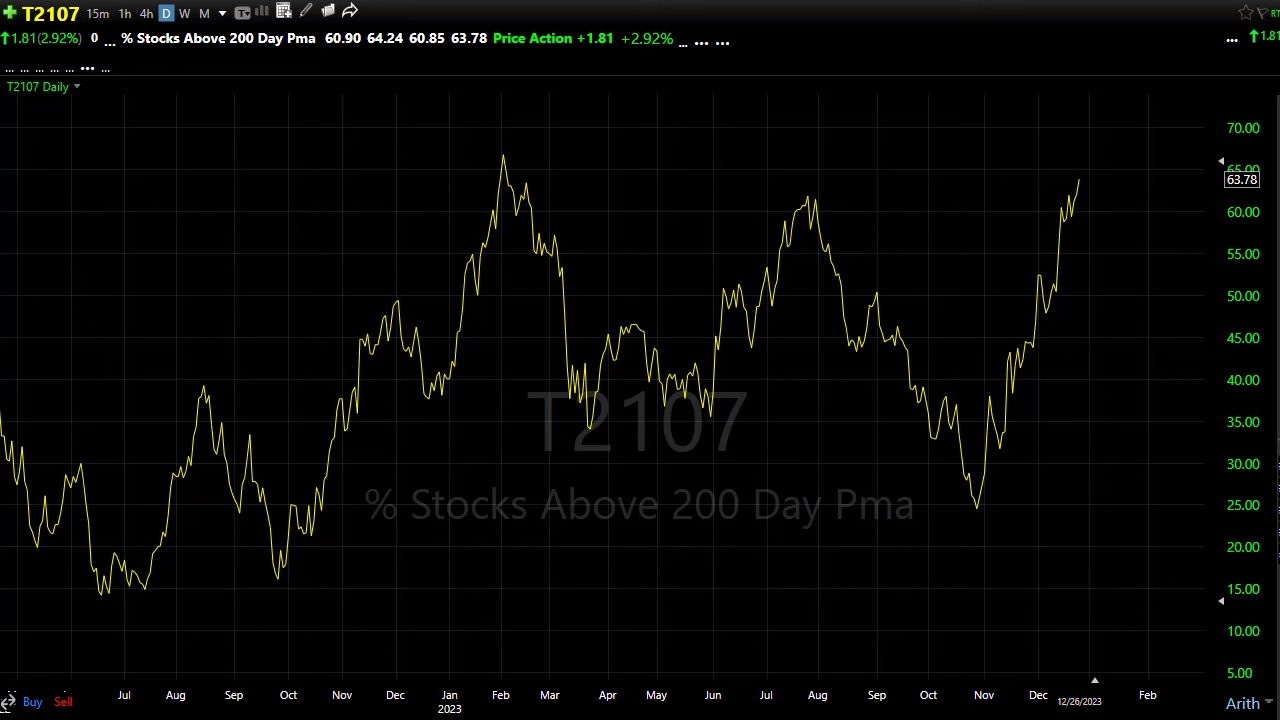 T2107 15m 1h 4h D W M
1.81(2.92%) 0 ... % Stocks Above 200 Day Pma 60.90 64.24 60.85 63.78 Price Action +1.81 +2.92% ... ... ... ... 1.81
... ... ... ... ... ... ...
T2107 Daily
70.00
65.00
63.78
60.00
55.00
50.00
45.00
40.00
35.00
30.00
25.00
20.00
15.00
10.00
5.00
T2107
% Stocks Above 200 Day Pma
Jul Aug Sep Oct Nov Dec Jan Feb Mar Apr May Jun Jul Aug Sep Oct Nov Dec Feb
2023 12/26/2023
Buy Sell Arith